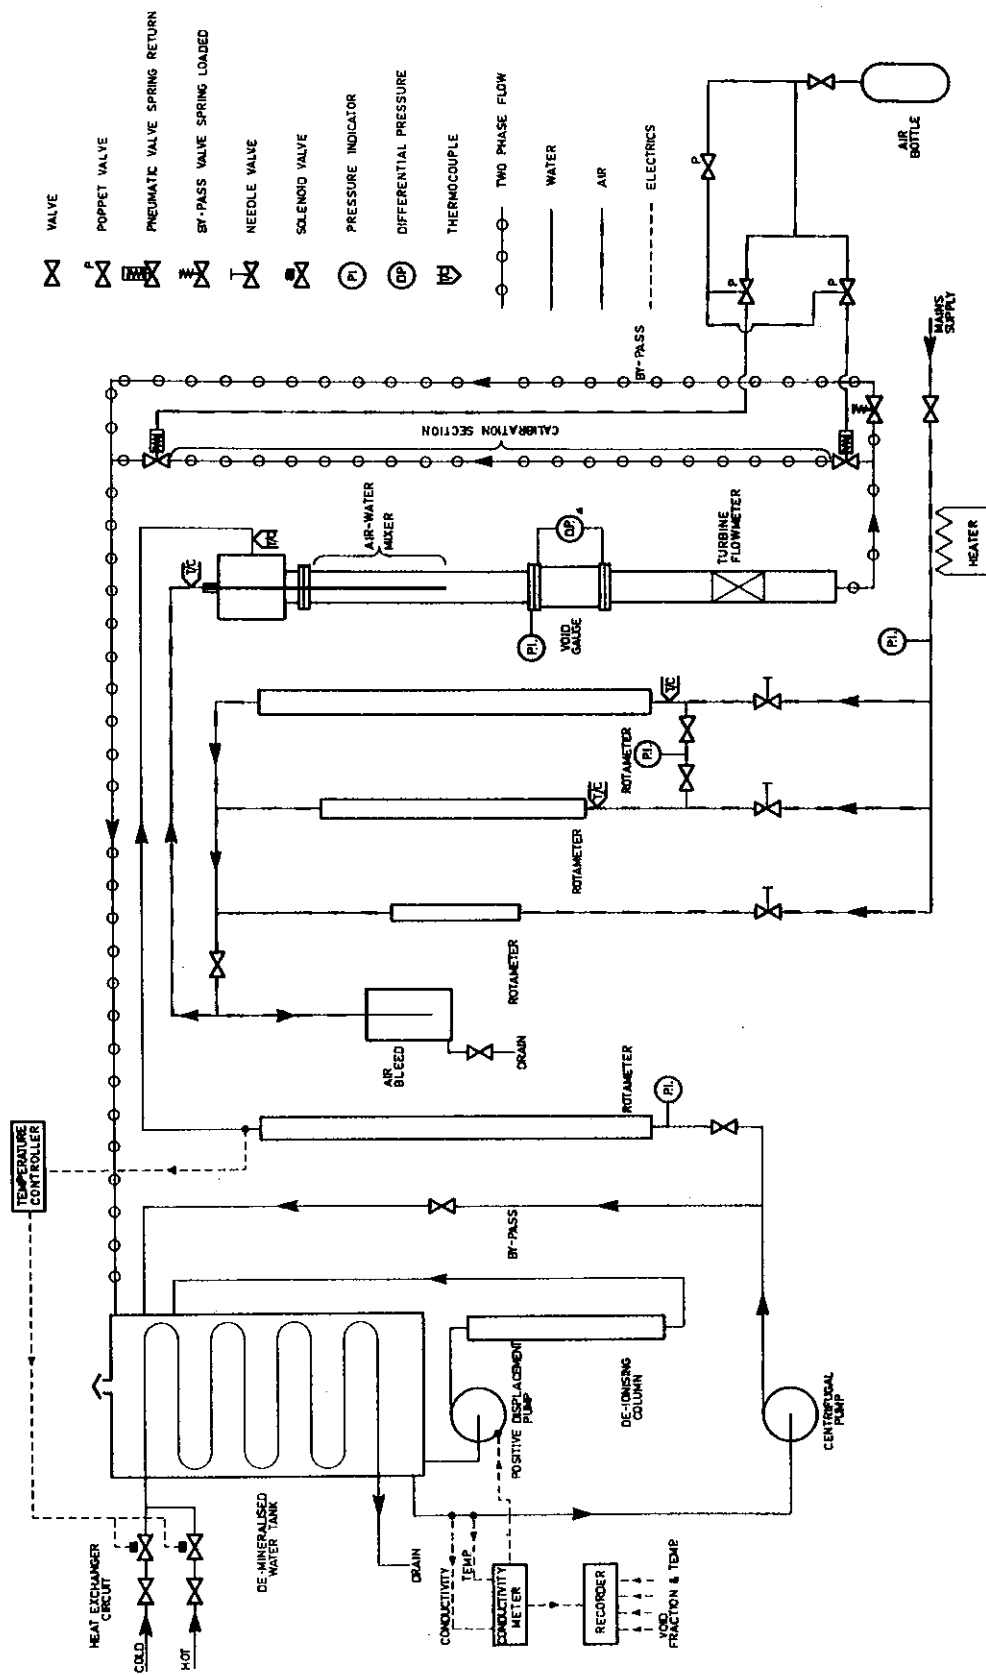 VALVE
POPPET VALVE
PNEUMATIC VALVE SPRING RETURN
BY-PASS VALVE SPRING LOADED
NEEDLE VALVE
SOLENOID VALVE
PRESSURE INDICATOR
DIFFERENTIAL PRESSURE
THERMOCOUPLE
TWO PHASE FLOW
WATER
AIR
ELECTRICS
P
P.I.
D.P.
T/C
TEMPERATURE
CONTROLLER
HEAT EXCHANGER
CIRCUIT
COLD
HOT
DE-MINERALISED
WATER TANK
DRAIN
CONDUCTIVITY
TEMP
CONDUCTIVITY
METER
RECORDER
VOID
FRACTION & TEMP
POSITIVE DISPLACEMENT
PUMP
DE-IONISING
COLUMN
CENTRIFUGAL
PUMP
BY-PASS
ROTAMETER
P.I.
AIR
BLEED
DRAIN
ROTAMETER
ROTAMETER
ROTAMETER
T/C
T/C
P.I.
T/C
T/C
AIR-WATER
MIXER
P.I.
D.P.
VOID
GAUGE
TURBINE
FLOWMETER
CALIBRATION SECTION
BY-PASS
P.I.
HEATER
MAINS
SUPPLY
P
P
P
AIR
BOTTLE